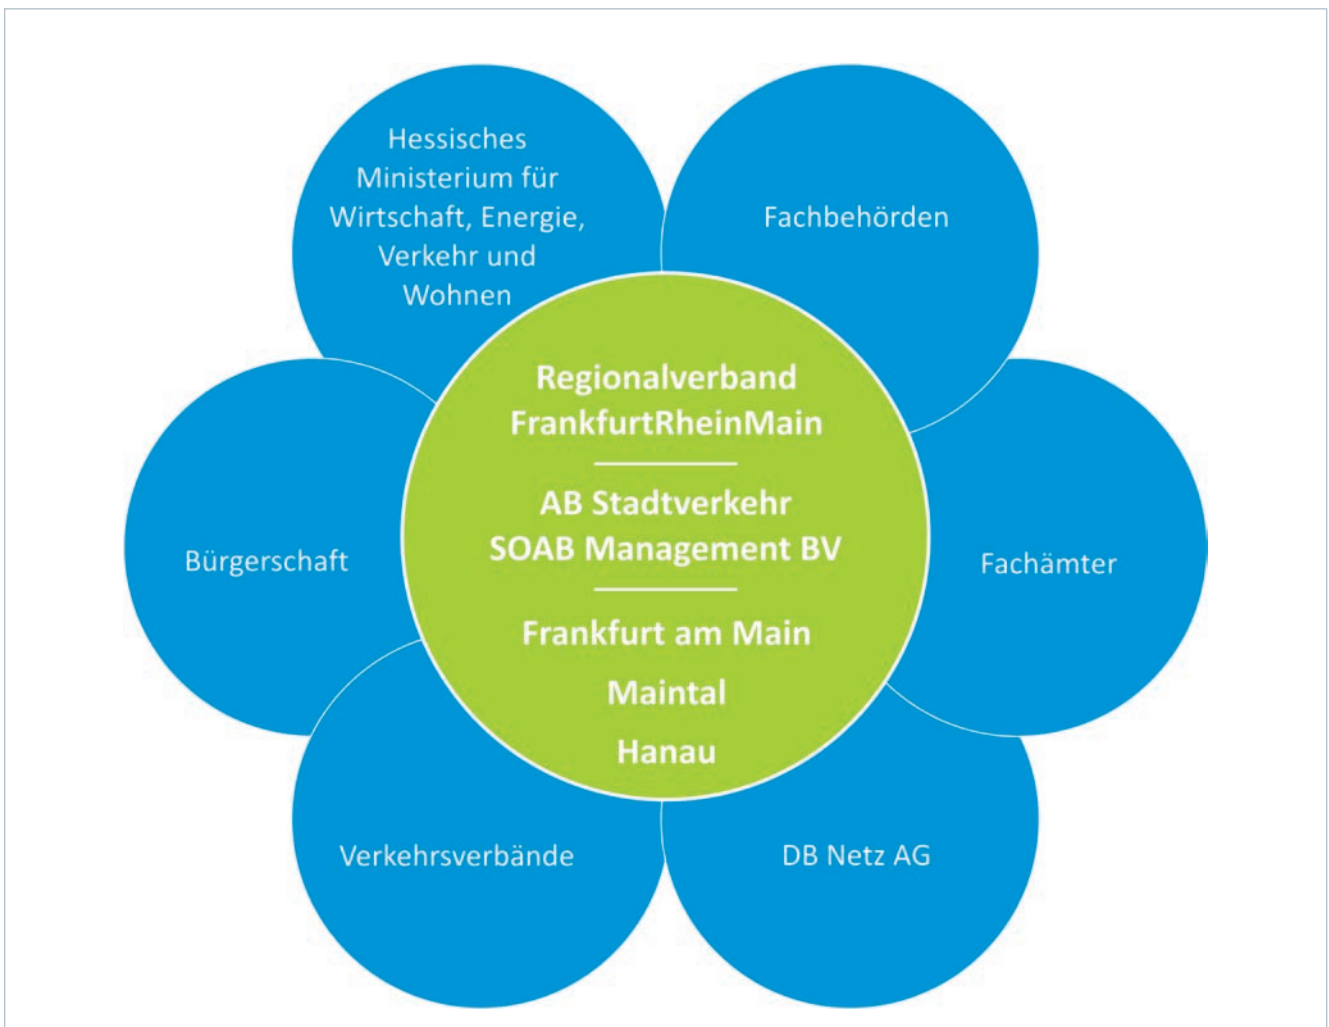 Hessisches
Ministerium für
Wirtschaft, Energie,
Verkehr und
Wohnen
Fachbehörden
Regionalverband
FrankfurtRheinMain
AB Stadtverkehr
SOAB Management BV
Frankfurt am Main
Maintal
Hanau
Bürgerschaft
Fachämter
Verkehrsverbände
DB Netz AG